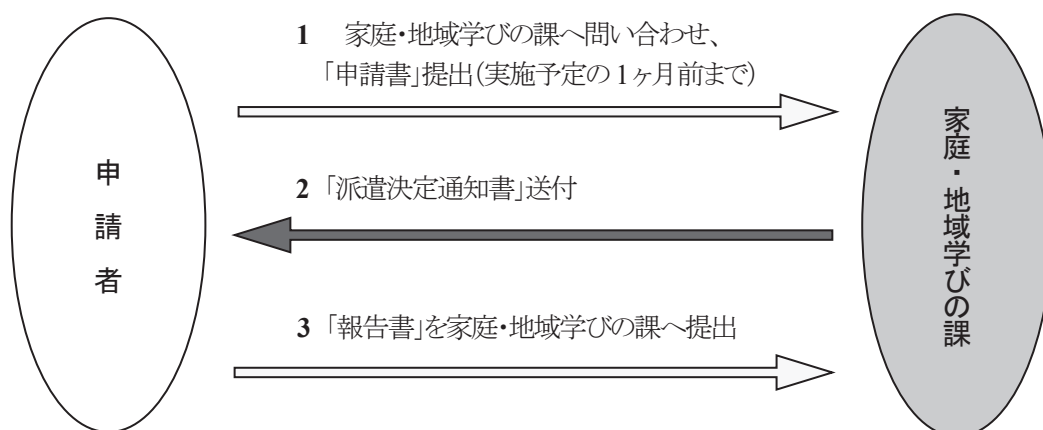 1 家庭・地域学びの課へ問い合わせ、
「申請書」提出(実施予定の1ヶ月前まで)
申請者
2 「派遣決定通知書」送付
家庭・地域学びの課
3 「報告書」を家庭・地域学びの課へ提出